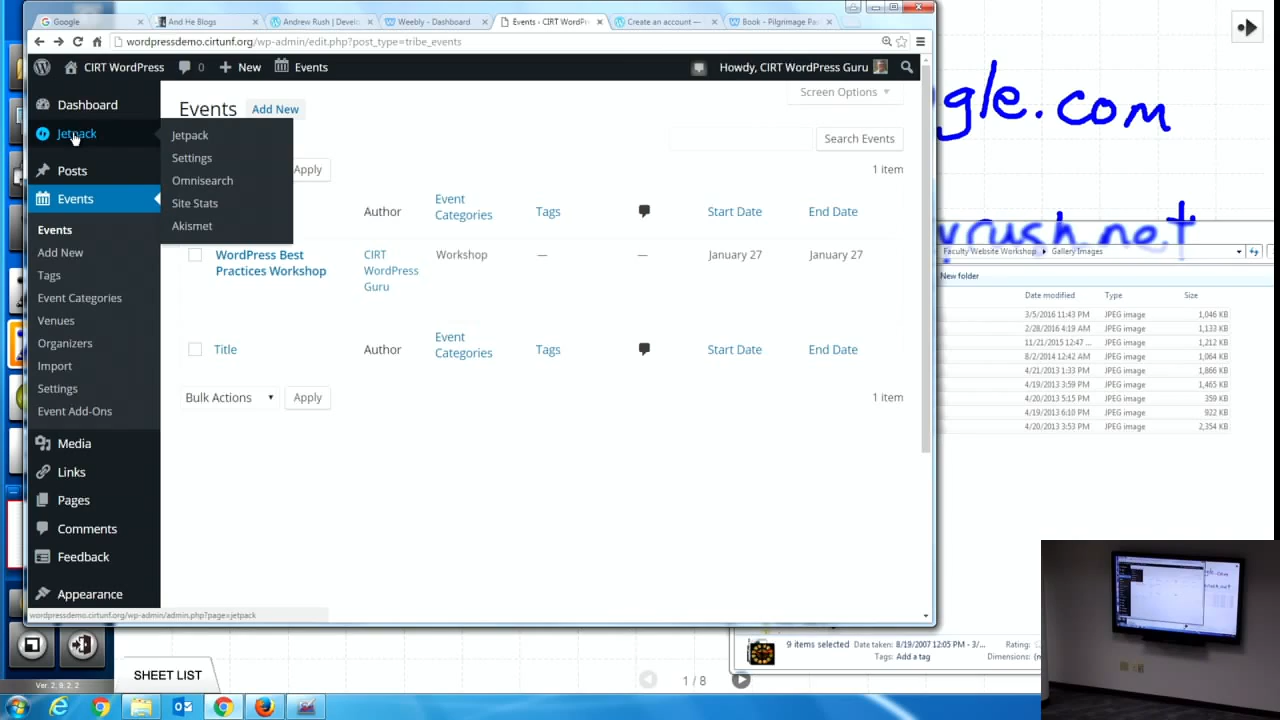 Google
And He Blogs
Andrew Rush | Develo
Weebly - Dashboard
Events ‹ CIRT WordPr
Create an account —
Book - Pilgrimage Pa
wordpressdemo.cirtunf.org/wp-admin/edit.php?post_type=tribe_events
CIRT WordPress
0
New
Events
Howdy, CIRT WordPress Guru
Dashboard
Jetpack
Posts
Events
Events
Add New
Tags
Event Categories
Venues
Organizers
Import
Settings
Event Add-Ons
Media
Links
Pages
Comments
Feedback
Appearance
Jetpack
Settings
Omnisearch
Site Stats
Akismet
Events Add New
Screen Options
Search Events
Apply
1 item
Author
Event Categories
Tags
Start Date
End Date
WordPress Best
Practices Workshop
CIRT
WordPress
Guru
Workshop
—
—
January 27
January 27
Title
Author
Event
Categories
Tags
Start Date
End Date
Bulk Actions
Apply
1 item
wordpressdemo.cirtunf.org/wp-admin/admin.php?page=jetpack
gle.com
yrush.net
Faculty Website Workshop
Gallery Images
New folder
Date modified Type Size
3/5/2016 11:43 PM JPEG image 1,046 KB
2/28/2016 4:19 AM JPEG image 1,133 KB
11/21/2015 12:47 ... JPEG image 1,212 KB
8/2/2014 12:42 AM JPEG image 1,064 KB
4/21/2013 1:33 PM JPEG image 1,866 KB
4/19/2013 3:59 PM JPEG image 1,465 KB
4/20/2013 5:15 PM JPEG image 359 KB
4/19/2013 6:10 PM JPEG image 922 KB
4/20/2013 3:53 PM JPEG image 2,354 KB
9 items selected Date taken: 8/19/2007 12:05 PM - 3/... Rating:
Tags: Add a tag Dimensions:
SHEET LIST
1 / 8
Ver. 2, 8, 2, 2